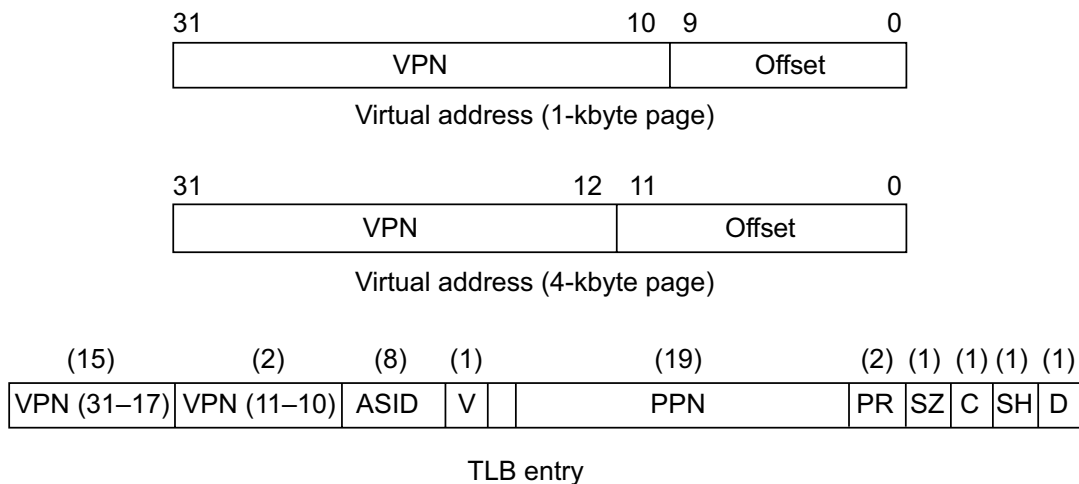 31 10 9 0
VPN Offset
Virtual address (1-kbyte page)
31 12 11 0
VPN Offset
Virtual address (4-kbyte page)
(15) (2) (8) (1) (19) (2) (1) (1) (1) (1)
VPN (31–17) VPN (11–10) ASID V PPN PR SZ C SH D
TLB entry